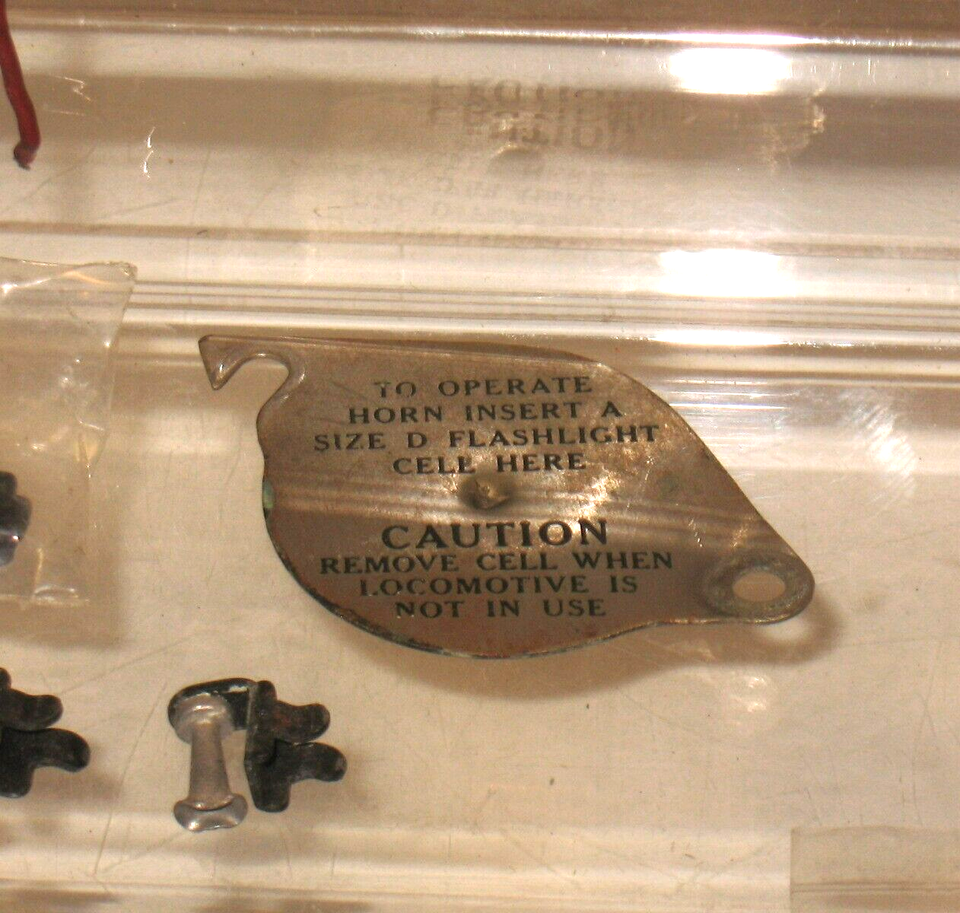 TO OPERATE
HORN INSERT A
SIZE D FLASHLIGHT
CELL HERE
CAUTION
REMOVE CELL WHEN
LOCOMOTIVE IS
NOT IN USE